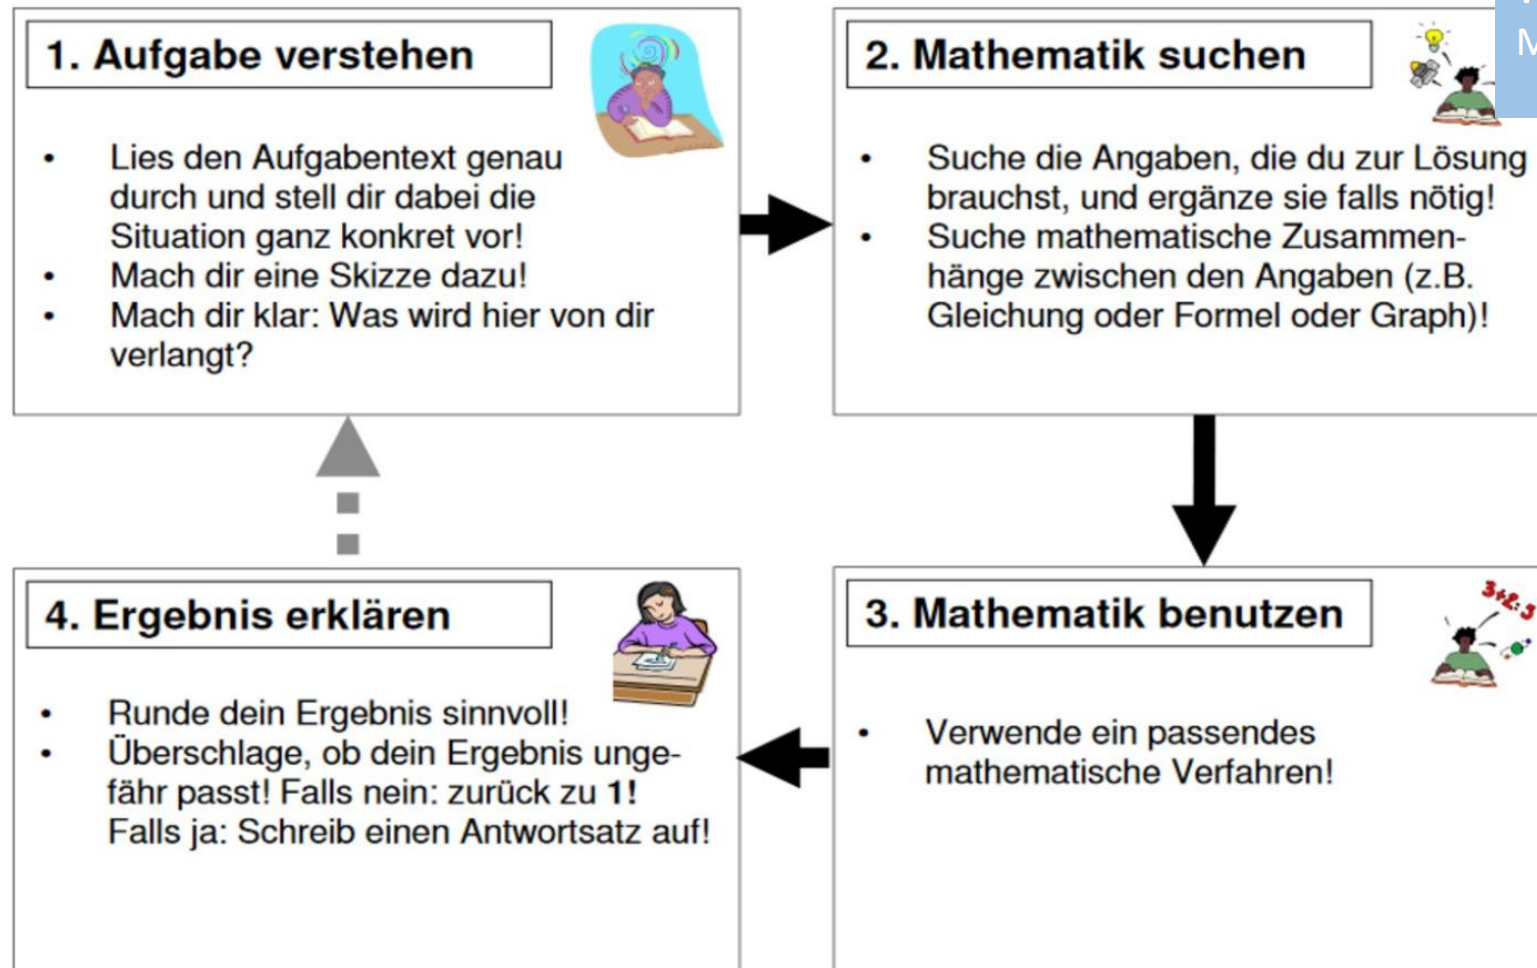 1. Aufgabe verstehen
• Lies den Aufgabentext genau
durch und stell dir dabei die
Situation ganz konkret vor!
• Mach dir eine Skizze dazu!
• Mach dir klar: Was wird hier von dir
verlangt?
2. Mathematik suchen
• Suche die Angaben, die du zur Lösung
brauchst, und ergänze sie falls nötig!
• Suche mathematische Zusammen-
hänge zwischen den Angaben (z.B.
Gleichung oder Formel oder Graph)!
3. Mathematik benutzen
3+2:3
• Verwende ein passendes
mathematische Verfahren!
4. Ergebnis erklären
• Runde dein Ergebnis sinnvoll!
• Überschlage, ob dein Ergebnis unge-
fähr passt! Falls nein: zurück zu 1!
Falls ja: Schreib einen Antwortsatz auf!